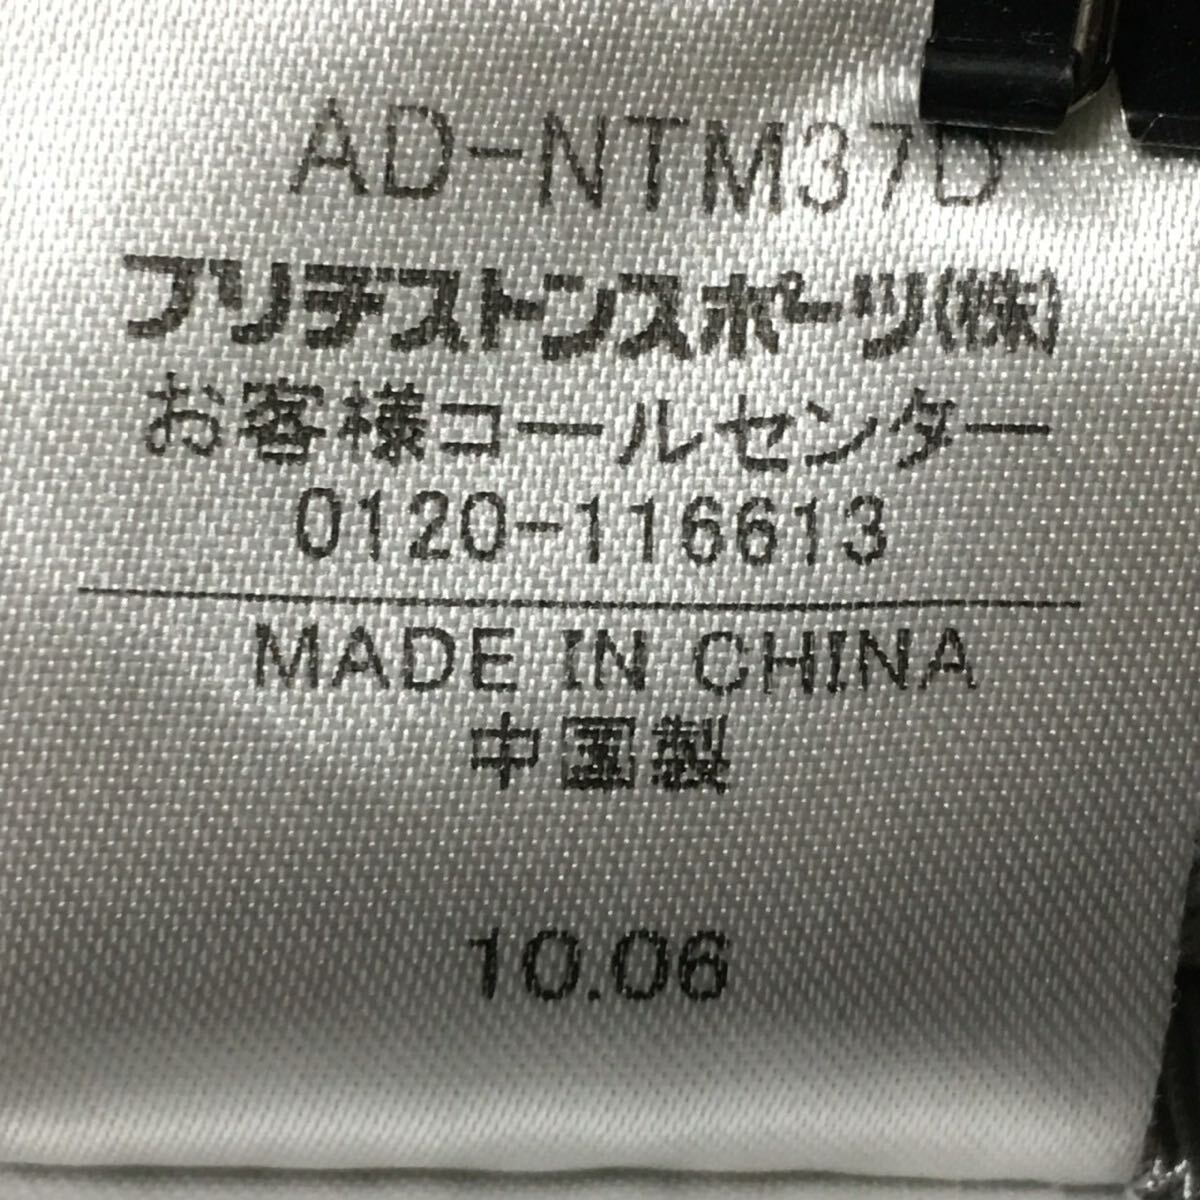 AD-NTM37D
ブリヂストンスポーツ(株)
お客様コールセンター
0120-116613
MADE IN CHINA
中国製
10.06